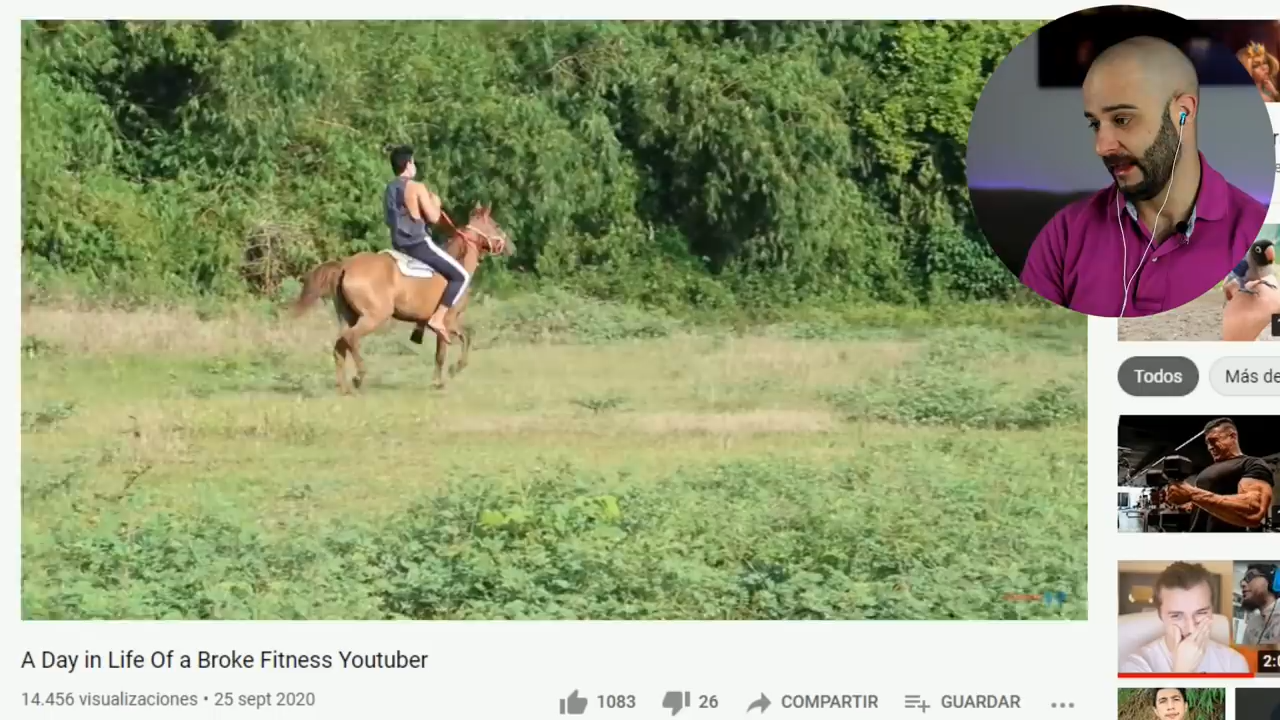 Todos
Más de
A Day in Life Of a Broke Fitness Youtuber
14.456 visualizaciones • 25 sept 2020
1083
26
COMPARTIR
GUARDAR